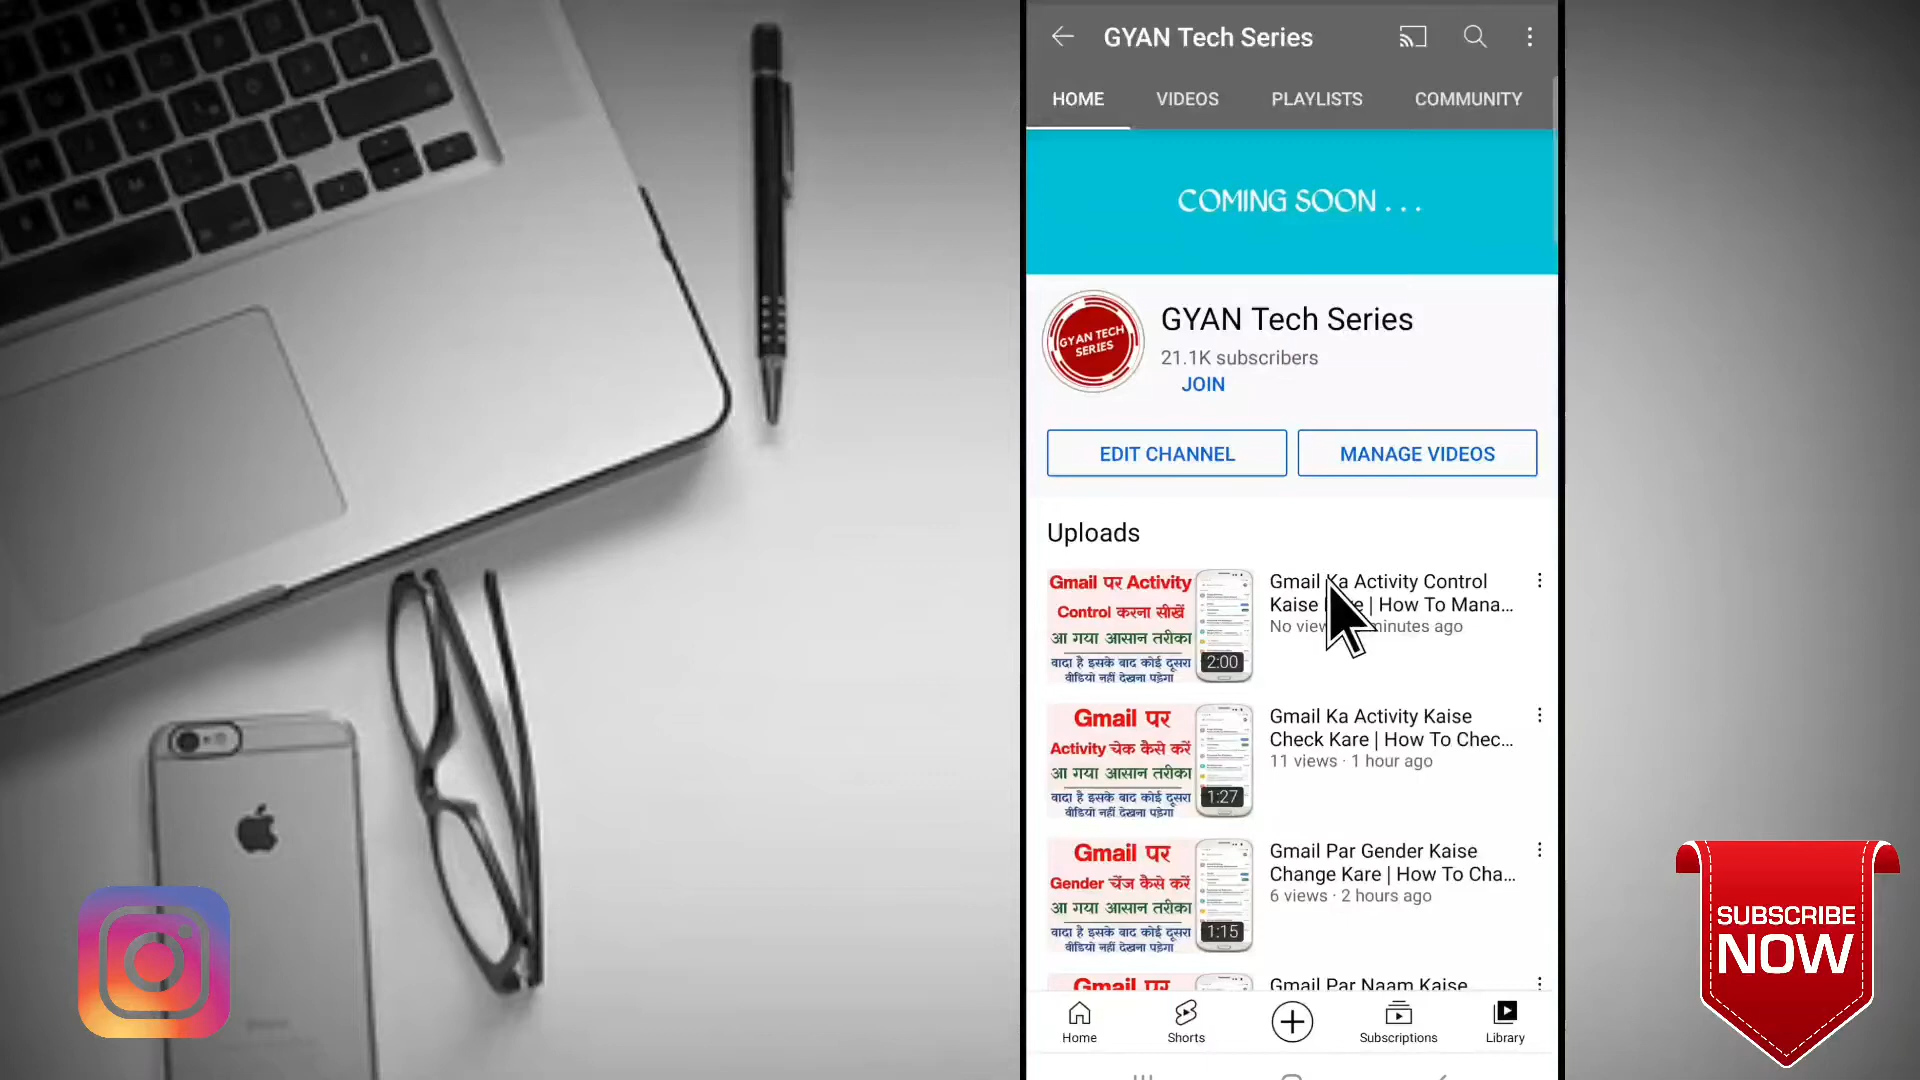 GYAN Tech Series
HOME VIDEOS PLAYLISTS COMMUNITY
COMING SOON . . .
GYAN TECH
SERIES
GYAN Tech Series
21.1K subscribers
JOIN
EDIT CHANNEL MANAGE VIDEOS
Uploads
Gmail पर Activity
Control करना सीखें
आ गया आसान तरीका
वादा है इसके बाद कोई दूसरा
वीडियो नहीं देखना पड़ेगा
2:00
Gmail Ka Activity Control
Kaise | How To Mana...
No minutes ago
Gmail पर
Activity चेक कैसे करें
आ गया आसान तरीका
वादा है इसके बाद कोई दूसरा
वीडियो नहीं देखना पड़ेगा
1:27
Gmail Ka Activity Kaise
Check Kare | How To Chec...
11 views · 1 hour ago
Gmail पर
Gender चेंज कैसे करें
आ गया आसान तरीका
वादा है इसके बाद कोई दूसरा
वीडियो नहीं देखना पड़ेगा
1:15
Gmail Par Gender Kaise
Change Kare | How To Cha...
6 views · 2 hours ago
Gmail पर
Gmail Par Naam Kaise
Home Shorts Subscriptions Library
SUBSCRIBE
NOW